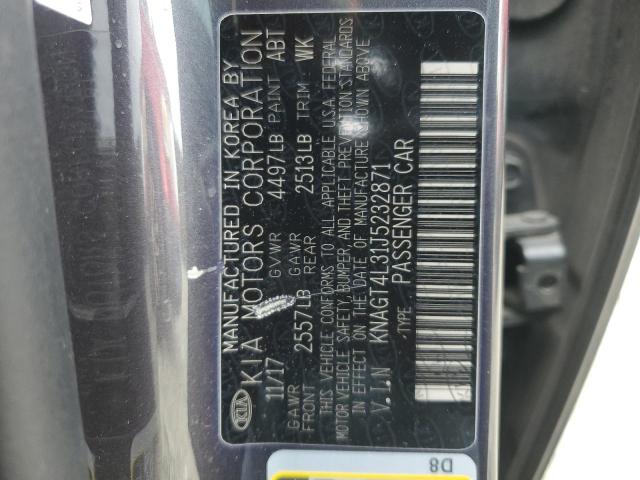 MANUFACTURED IN KOREA BY
KIA MOTORS CORPORATION
KIA
11/17 GVWR 4497LB PAINT ABT
GAWR FRONT 2557LB GAWR REAR 2513LB TRIM WK
THIS VEHICLE CONFORMS TO ALL APPLICABLE U.S.A. FEDERAL
MOTOR VEHICLE SAFETY, BUMPER, AND THEFT PREVENTION STANDARDS
IN EFFECT ON THE DATE OF MANUFACTURE SHOWN ABOVE
V.I.N KNAGT4L31J5232871
TYPE PASSENGER CAR
D8